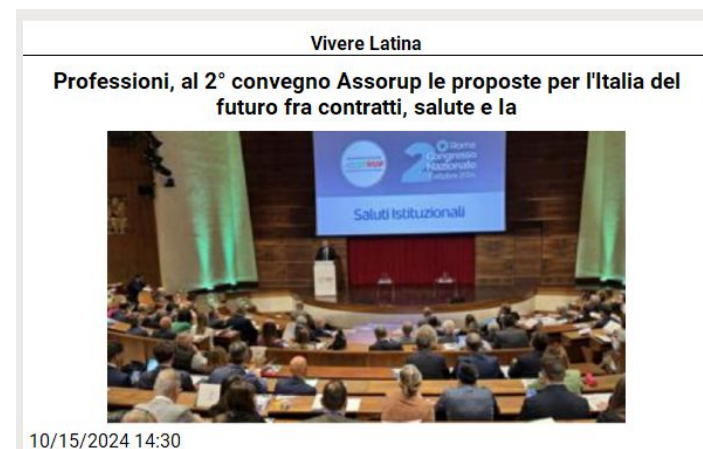 Vivere Latina
Professioni, al 2° convegno Assorup le proposte per l'Italia del
futuro fra contratti, salute e la
2°
Roma
Congresso
Nazionale
Saluti Istituzionali
10/15/2024 14:30